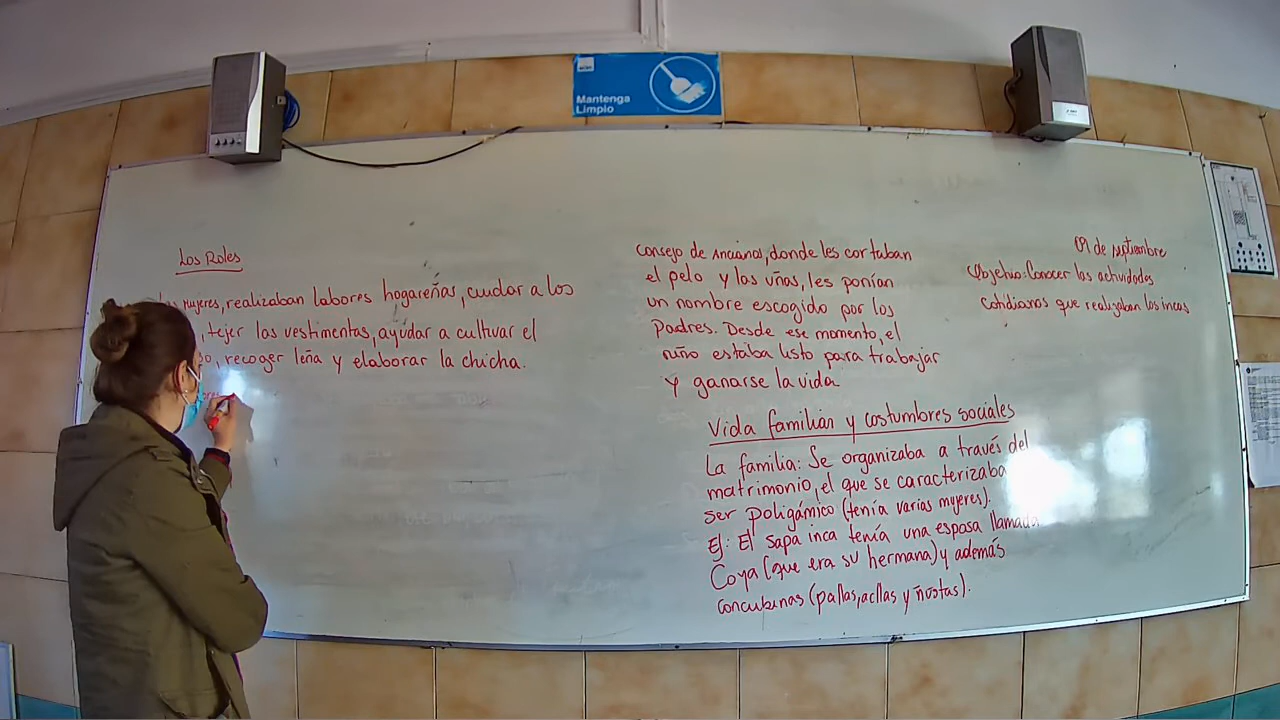 Mantenga
Limpio
Los Roles
Las Mujeres, realizaban labores hogareñas, cuidar a los
, tejer las vestimentas, ayudar a cultivar el
, recoger leña y elaborar la chicha.
consejo de Ancianos, donde les cortaban
el pelo y las uñas, les ponían
un nombre escogido por los
padres. Desde ese momento, el
niño estaba listo para trabajar
y ganarse la vida
Vida familiar y costumbres sociales
La familia: Se organizaba a través del
matrimonio, el que se caracterizaba
ser poligámico (tenía varias mujeres).
Ej: El sapa inca tenía una esposa llamada
Coya (que era su hermana) y además
concubinas (pallas, acllas y ñustas).
09 de septiembre
Objetivo: Conocer las actividades
cotidianas que realizaban los incas